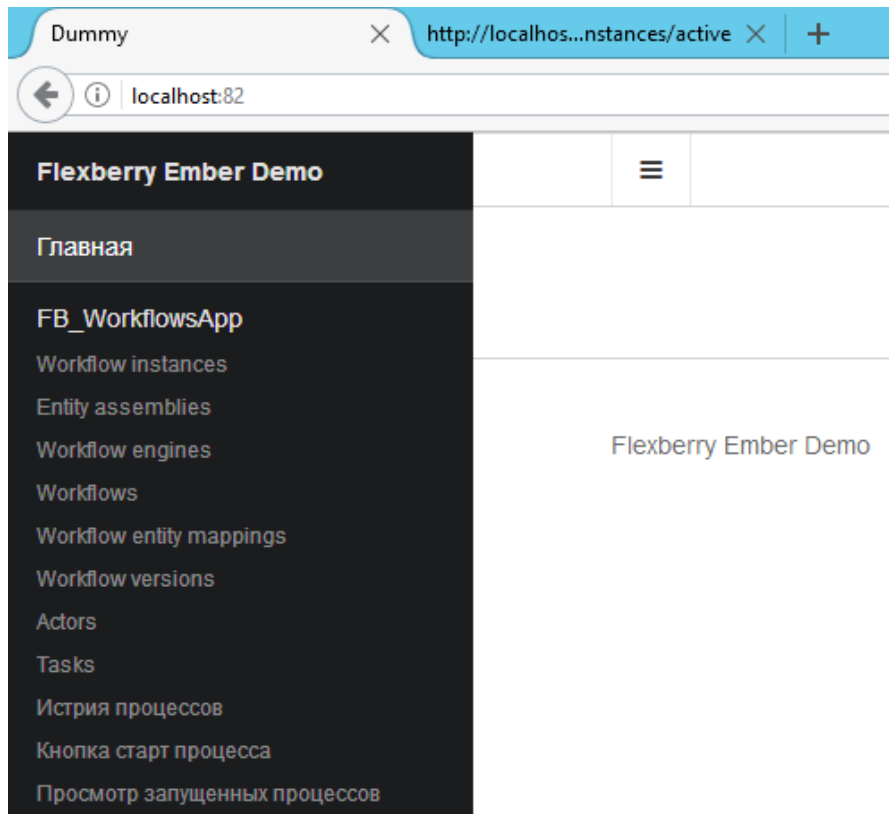 Dummy
http://localhos...nstances/active
localhost:82
Flexberry Ember Demo
Главная
FB_WorkflowsApp
Workflow instances
Entity assemblies
Workflow engines
Workflows
Workflow entity mappings
Workflow versions
Actors
Tasks
Истрия процессов
Кнопка старт процесса
Просмотр запущенных процессов
Flexberry Ember Demo